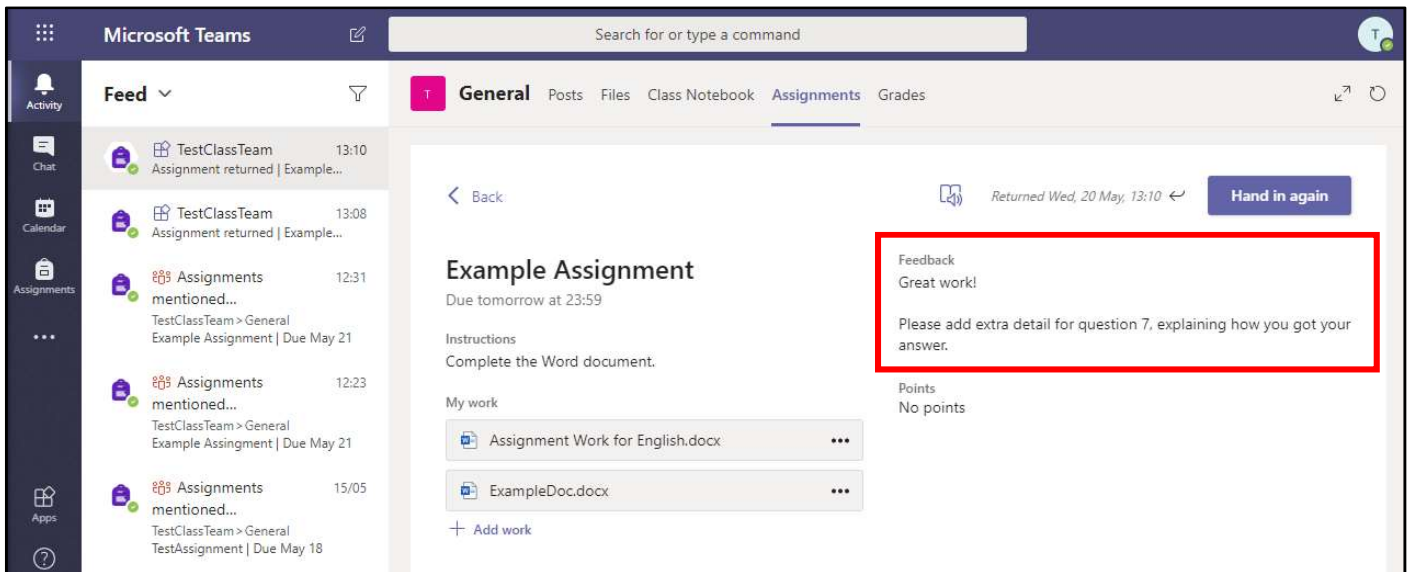 Microsoft Teams
Search for or type a command
T
Activity
Chat
Calendar
Assignments
Apps
Feed
TestClassTeam 13:10
Assignment returned | Example...
TestClassTeam 13:08
Assignment returned | Example...
Assignments 12:31
mentioned...
TestClassTeam > General
Example Assignment | Due May 21
Assignments 12:23
mentioned...
TestClassTeam > General
Example Assingment | Due May 21
Assignments 15/05
mentioned...
TestClassTeam > General
TestAssignment | Due May 18
T General Posts Files Class Notebook Assignments Grades
Back
Returned Wed, 20 May, 13:10
Hand in again
Example Assignment
Due tomorrow at 23:59
Instructions
Complete the Word document.
My work
Assignment Work for English.docx
ExampleDoc.docx
+ Add work
Feedback
Great work!
Please add extra detail for question 7, explaining how you got your
answer.
Points
No points